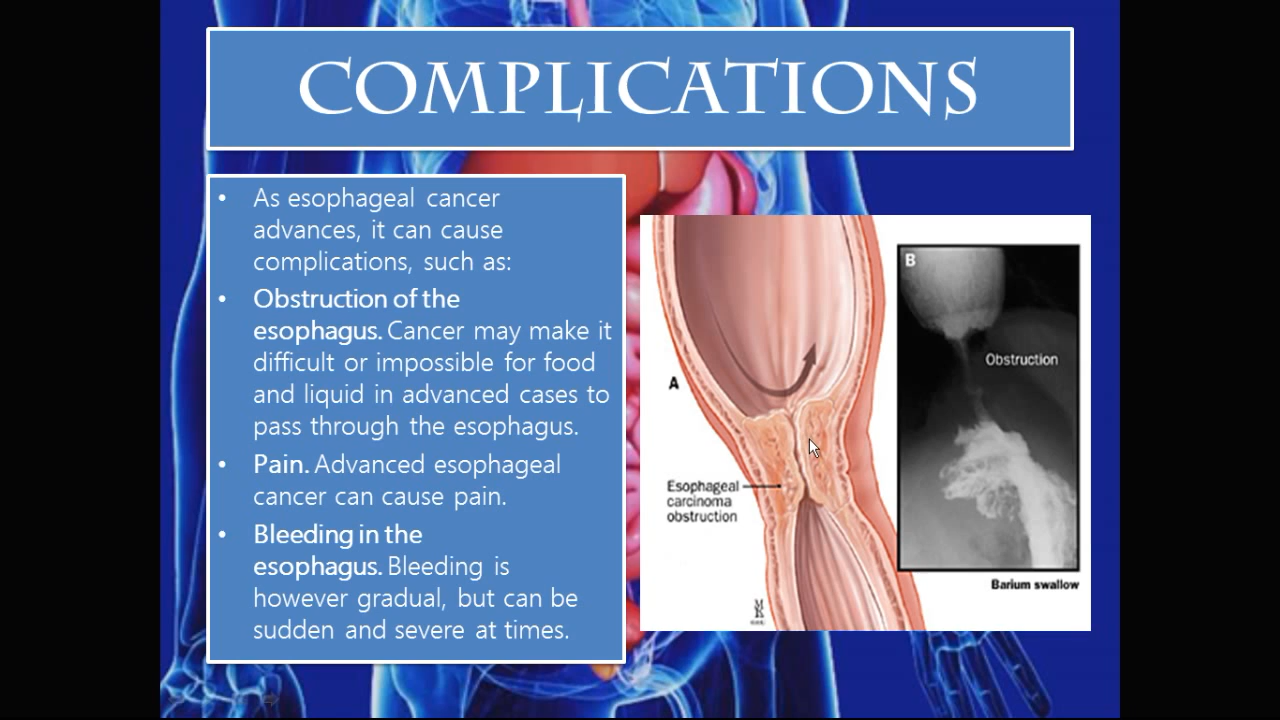 COMPLICATIONS
• As esophageal cancer
advances, it can cause
complications, such as:
• Obstruction of the
esophagus. Cancer may make it
difficult or impossible for food
and liquid in advanced cases to
pass through the esophagus.
• Pain. Advanced esophageal
cancer can cause pain.
• Bleeding in the
esophagus. Bleeding is
however gradual, but can be
sudden and severe at times.
A
Esophageal
carcinoma
obstruction
B
Obstruction
Barium swallow